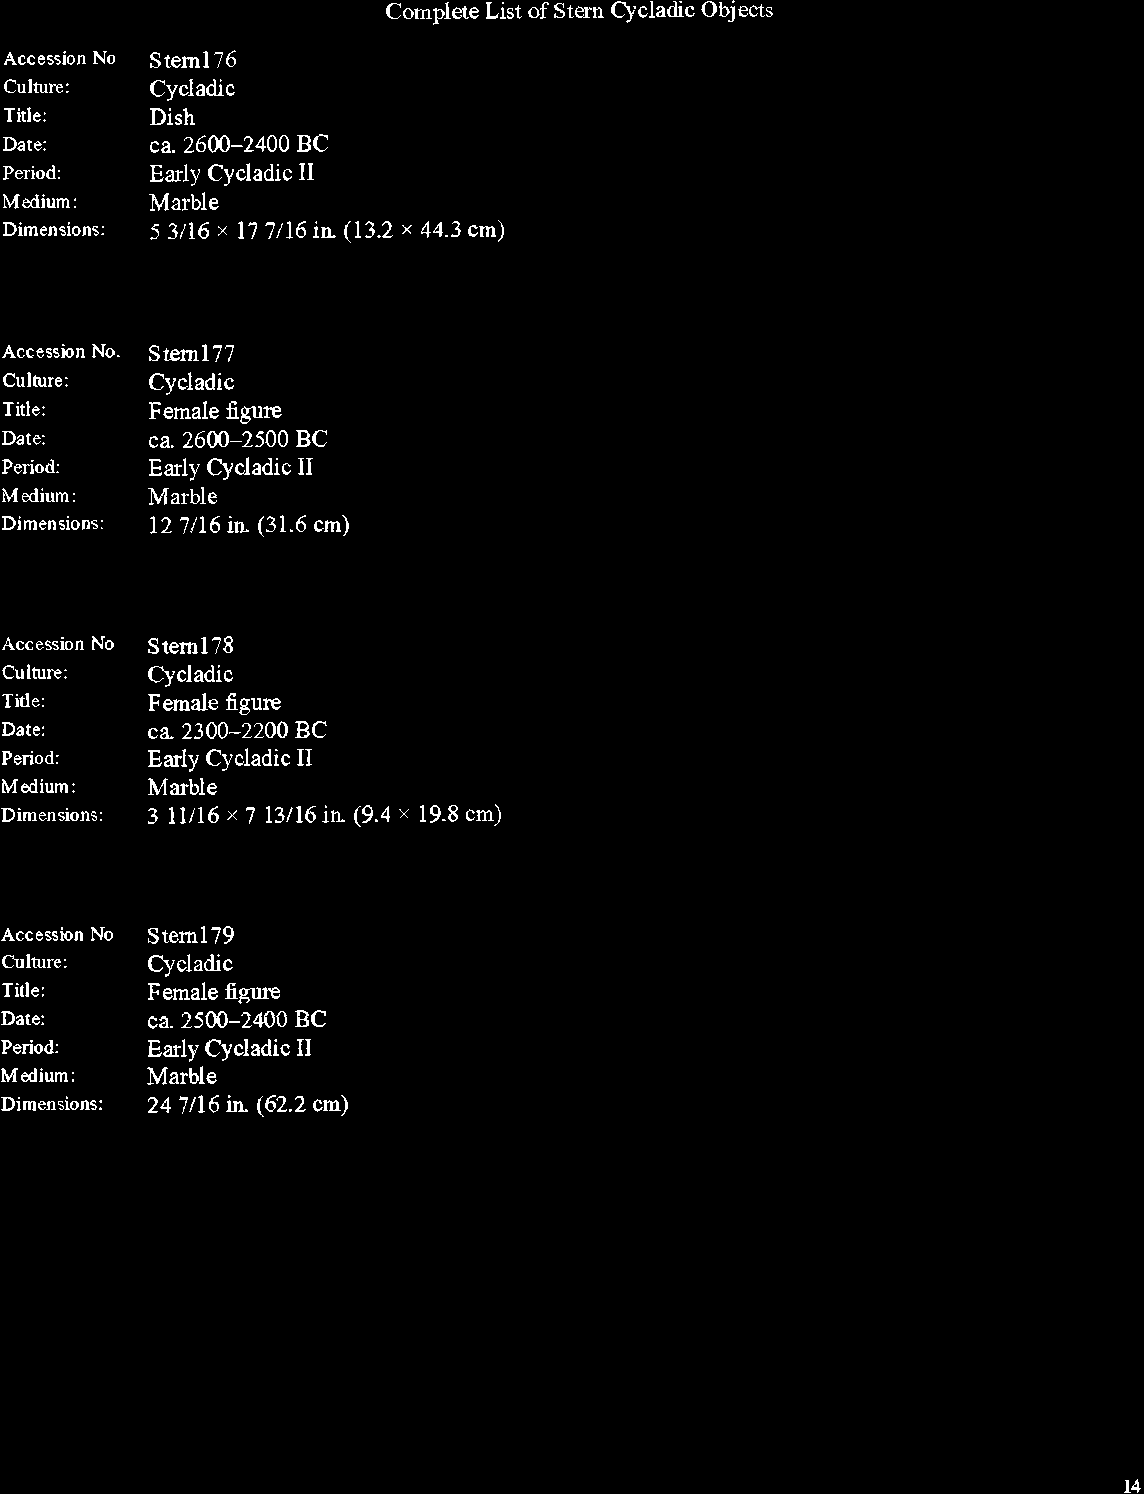 Complete List of Stern Cycladic Objects
Accession No Stern176
Culture: Cycladic
Title: Dish
Date: ca. 2600–2400 BC
Period: Early Cycladic II
Medium: Marble
Dimensions: 5 3/16 × 17 7/16 in. (13.2 × 44.3 cm)
Accession No. Stern177
Culture: Cycladic
Title: Female figure
Date: ca. 2600–2500 BC
Period: Early Cycladic II
Medium: Marble
Dimensions: 12 7/16 in. (31.6 cm)
Accession No Stern178
Culture: Cycladic
Title: Female figure
Date: ca. 2300–2200 BC
Period: Early Cycladic II
Medium: Marble
Dimensions: 3 11/16 × 7 13/16 in. (9.4 × 19.8 cm)
Accession No Stern179
Culture: Cycladic
Title: Female figure
Date: ca. 2500–2400 BC
Period: Early Cycladic II
Medium: Marble
Dimensions: 24 7/16 in. (62.2 cm)
14